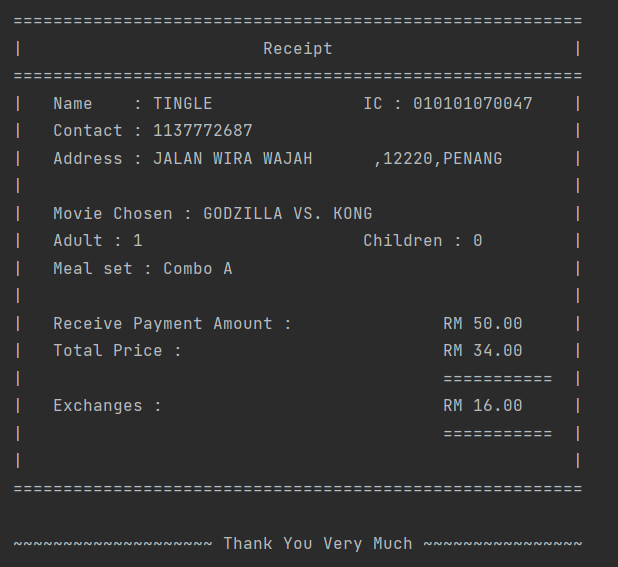 =========================================================
|                        Receipt                        |
=========================================================
|   Name    : TINGLE               IC : 010101070047    |
|   Contact : 1137772687                                |
|   Address : JALAN WIRA WAJAH      ,12220,PENANG       |
|                                                       |
|   Movie Chosen : GODZILLA VS. KONG                    |
|   Adult : 1                      Children : 0         |
|   Meal set : Combo A                                  |
|                                                       |
|   Receive Payment Amount :               RM 50.00     |
|   Total Price :                          RM 34.00     |
|                                          ===========  |
|   Exchanges :                            RM 16.00     |
|                                          ===========  |
|                                                       |
=========================================================
~~~~~~~~~~~~~~~~~~~~ Thank You Very Much ~~~~~~~~~~~~~~~~